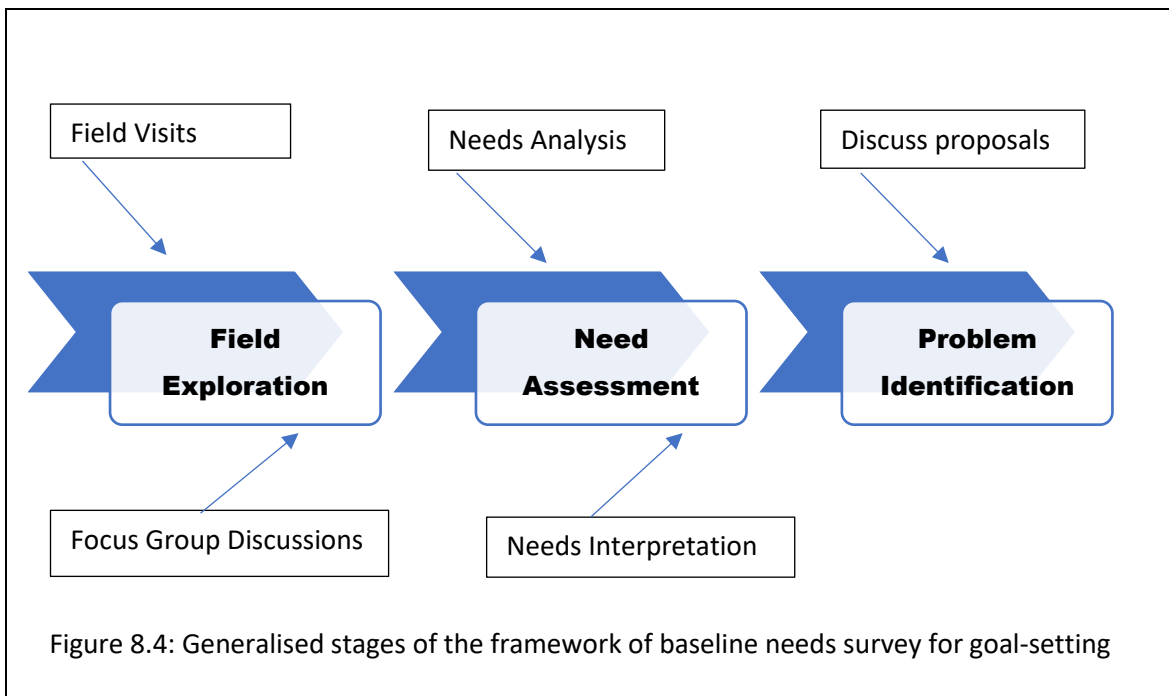 Field Visits
Needs Analysis
Discuss proposals
Field
Exploration
Need
Assessment
Problem
Identification
Focus Group Discussions
Needs Interpretation
Figure 8.4: Generalised stages of the framework of baseline needs survey for goal-setting